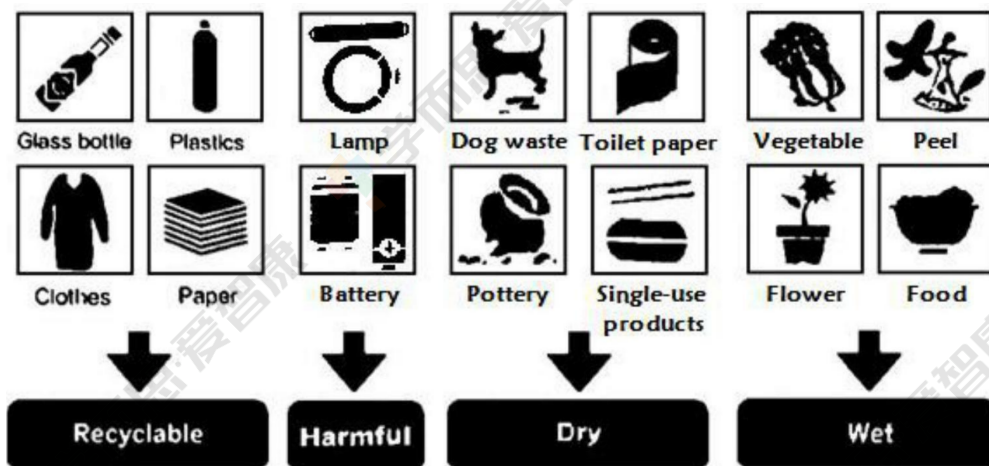 Glass bottle Plastics Lamp Dog waste Toilet paper Vegetable Peel
Clothes Paper Battery Pottery Single-use products Flower Food
Recyclable Harmful Dry Wet